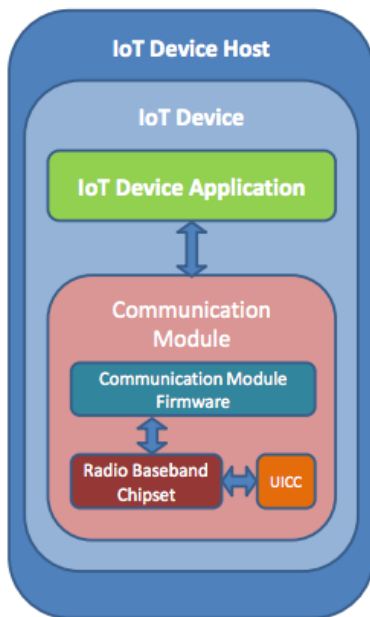 IoT Device Host
IoT Device
IoT Device Application
Communication
Module
Communication Module
Firmware
Radio Baseband
Chipset
UICC